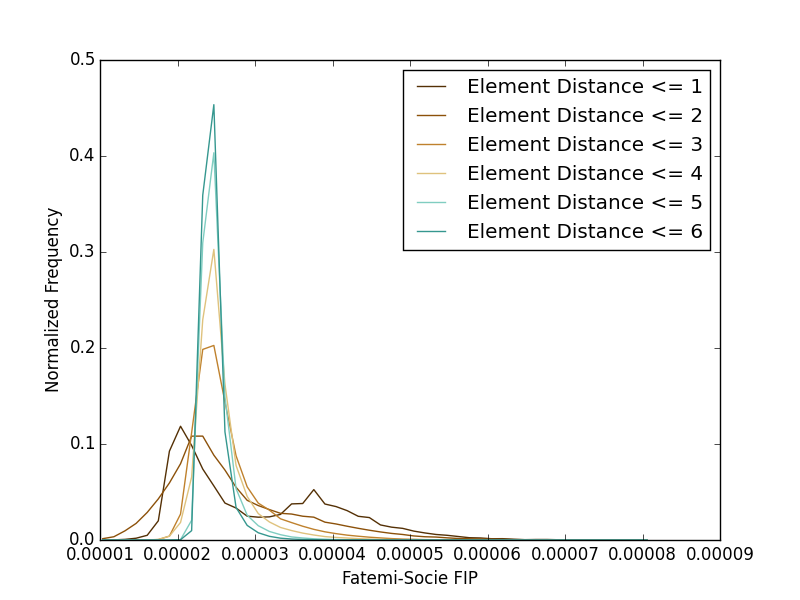 0.5
0.4
0.3
0.2
0.1
0.0
Normalized Frequency
Element Distance <= 1
Element Distance <= 2
Element Distance <= 3
Element Distance <= 4
Element Distance <= 5
Element Distance <= 6
0.00001 0.00002 0.00003 0.00004 0.00005 0.00006 0.00007 0.00008 0.00009
Fatemi-Socie FIP